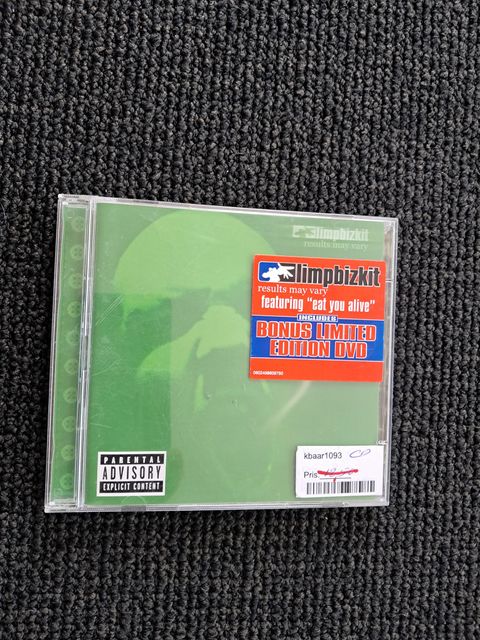 limpbizkit
results may vary
limpbizkit
results may vary
featuring "eat you alive"
INCLUDES
BONUS LIMITED
EDITION DVD
PARENTAL
ADVISORY
EXPLICIT CONTENT
kbaar1093 CD
Pris: